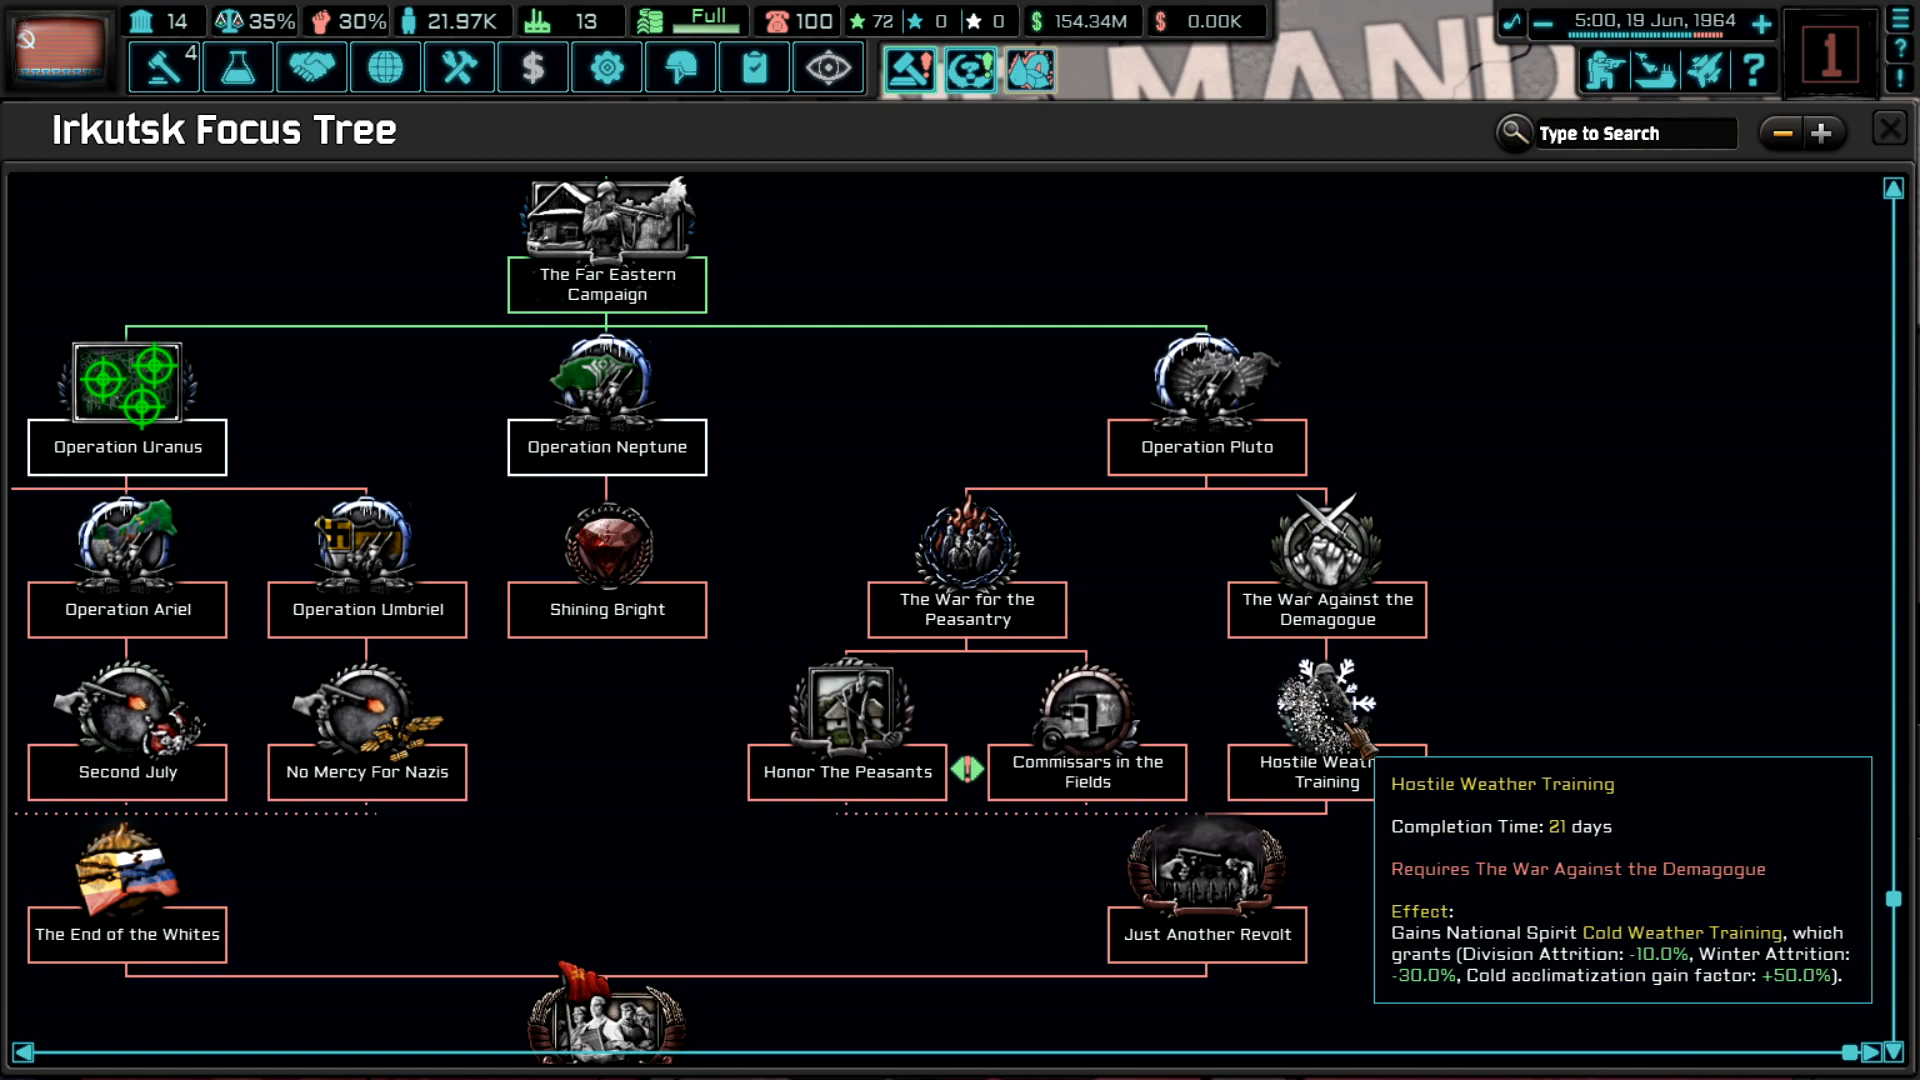 14
35%
30%
21.97K
13
Full
100
72
0
0
$ 154.34M
$ 0.00K
5:00, 19 Jun, 1964
4
$
?
?
!
1
MAND
Irkutsk Focus Tree
Type to Search
The Far Eastern
Campaign
Operation Uranus
Operation Neptune
Operation Pluto
Operation Ariel
Operation Umbriel
Shining Bright
The War for the
Peasantry
The War Against the
Demagogue
Second July
No Mercy For Nazis
Honor The Peasants
Commissars in the
Fields
Hostile Weath
Training
Hostile Weather Training
Completion Time: 21 days
Requires The War Against the Demagogue
Effect:
Gains National Spirit Cold Weather Training, which
grants (Division Attrition: -10.0%, Winter Attrition:
-30.0%, Cold acclimatization gain factor: +50.0%).
The End of the Whites
Just Another Revolt